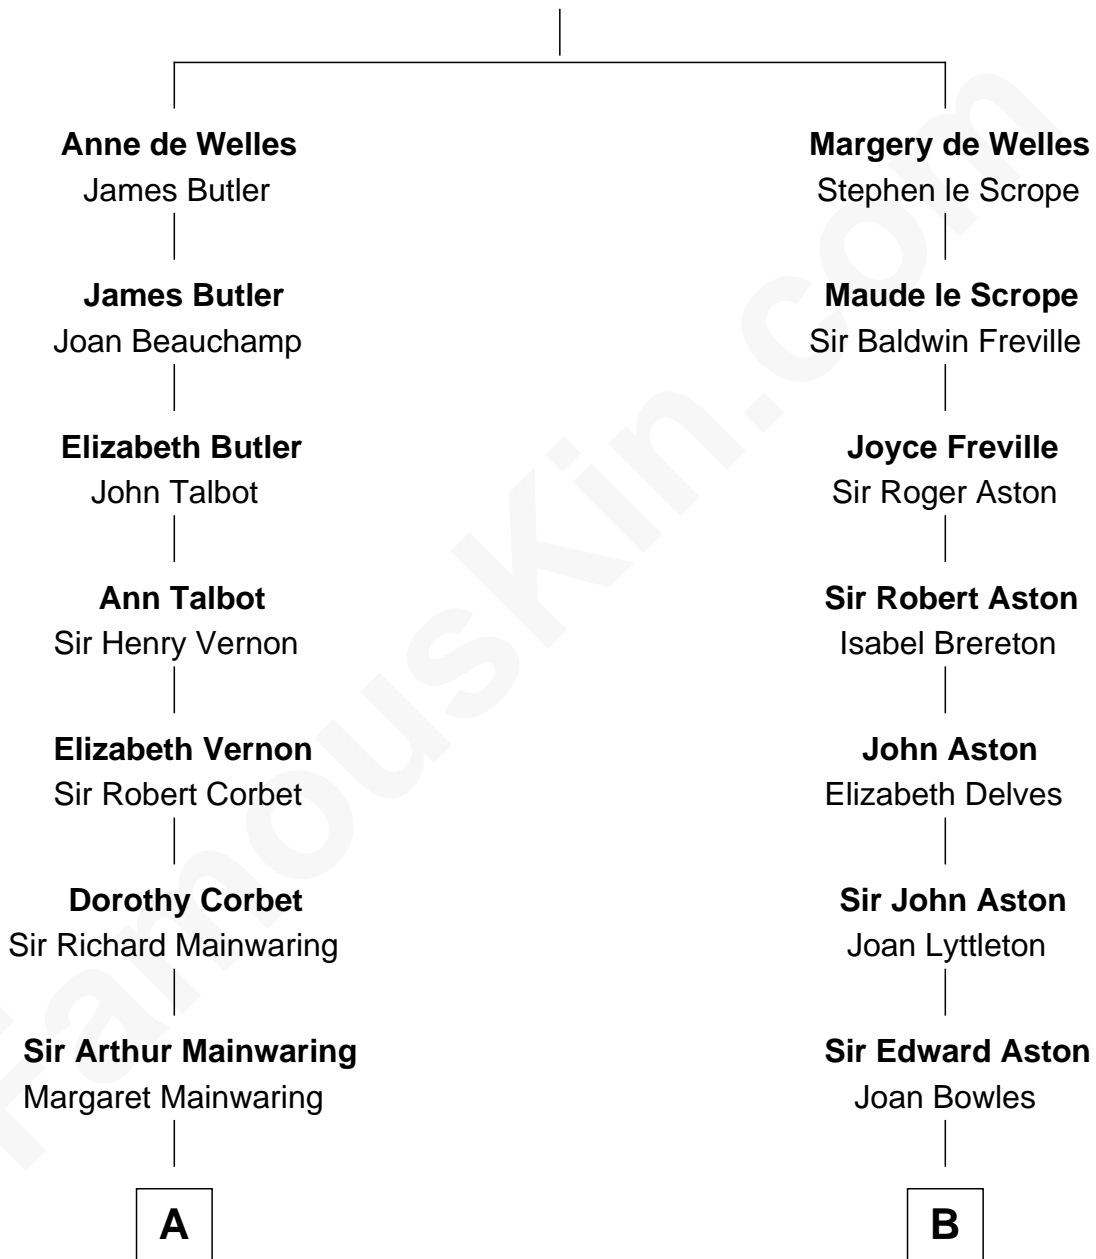 Anne de Welles
James Butler
James Butler
Joan Beauchamp
Elizabeth Butler
John Talbot
Ann Talbot
Sir Henry Vernon
Elizabeth Vernon
Sir Robert Corbet
Dorothy Corbet
Sir Richard Mainwaring
Sir Arthur Mainwaring
Margaret Mainwaring
A
Margery de Welles
Stephen le Scrope
Maude le Scrope
Sir Baldwin Freville
Joyce Freville
Sir Roger Aston
Sir Robert Aston
Isabel Brereton
John Aston
Elizabeth Delves
Sir John Aston
Joan Lyttleton
Sir Edward Aston
Joan Bowles
B
FamousKin.com